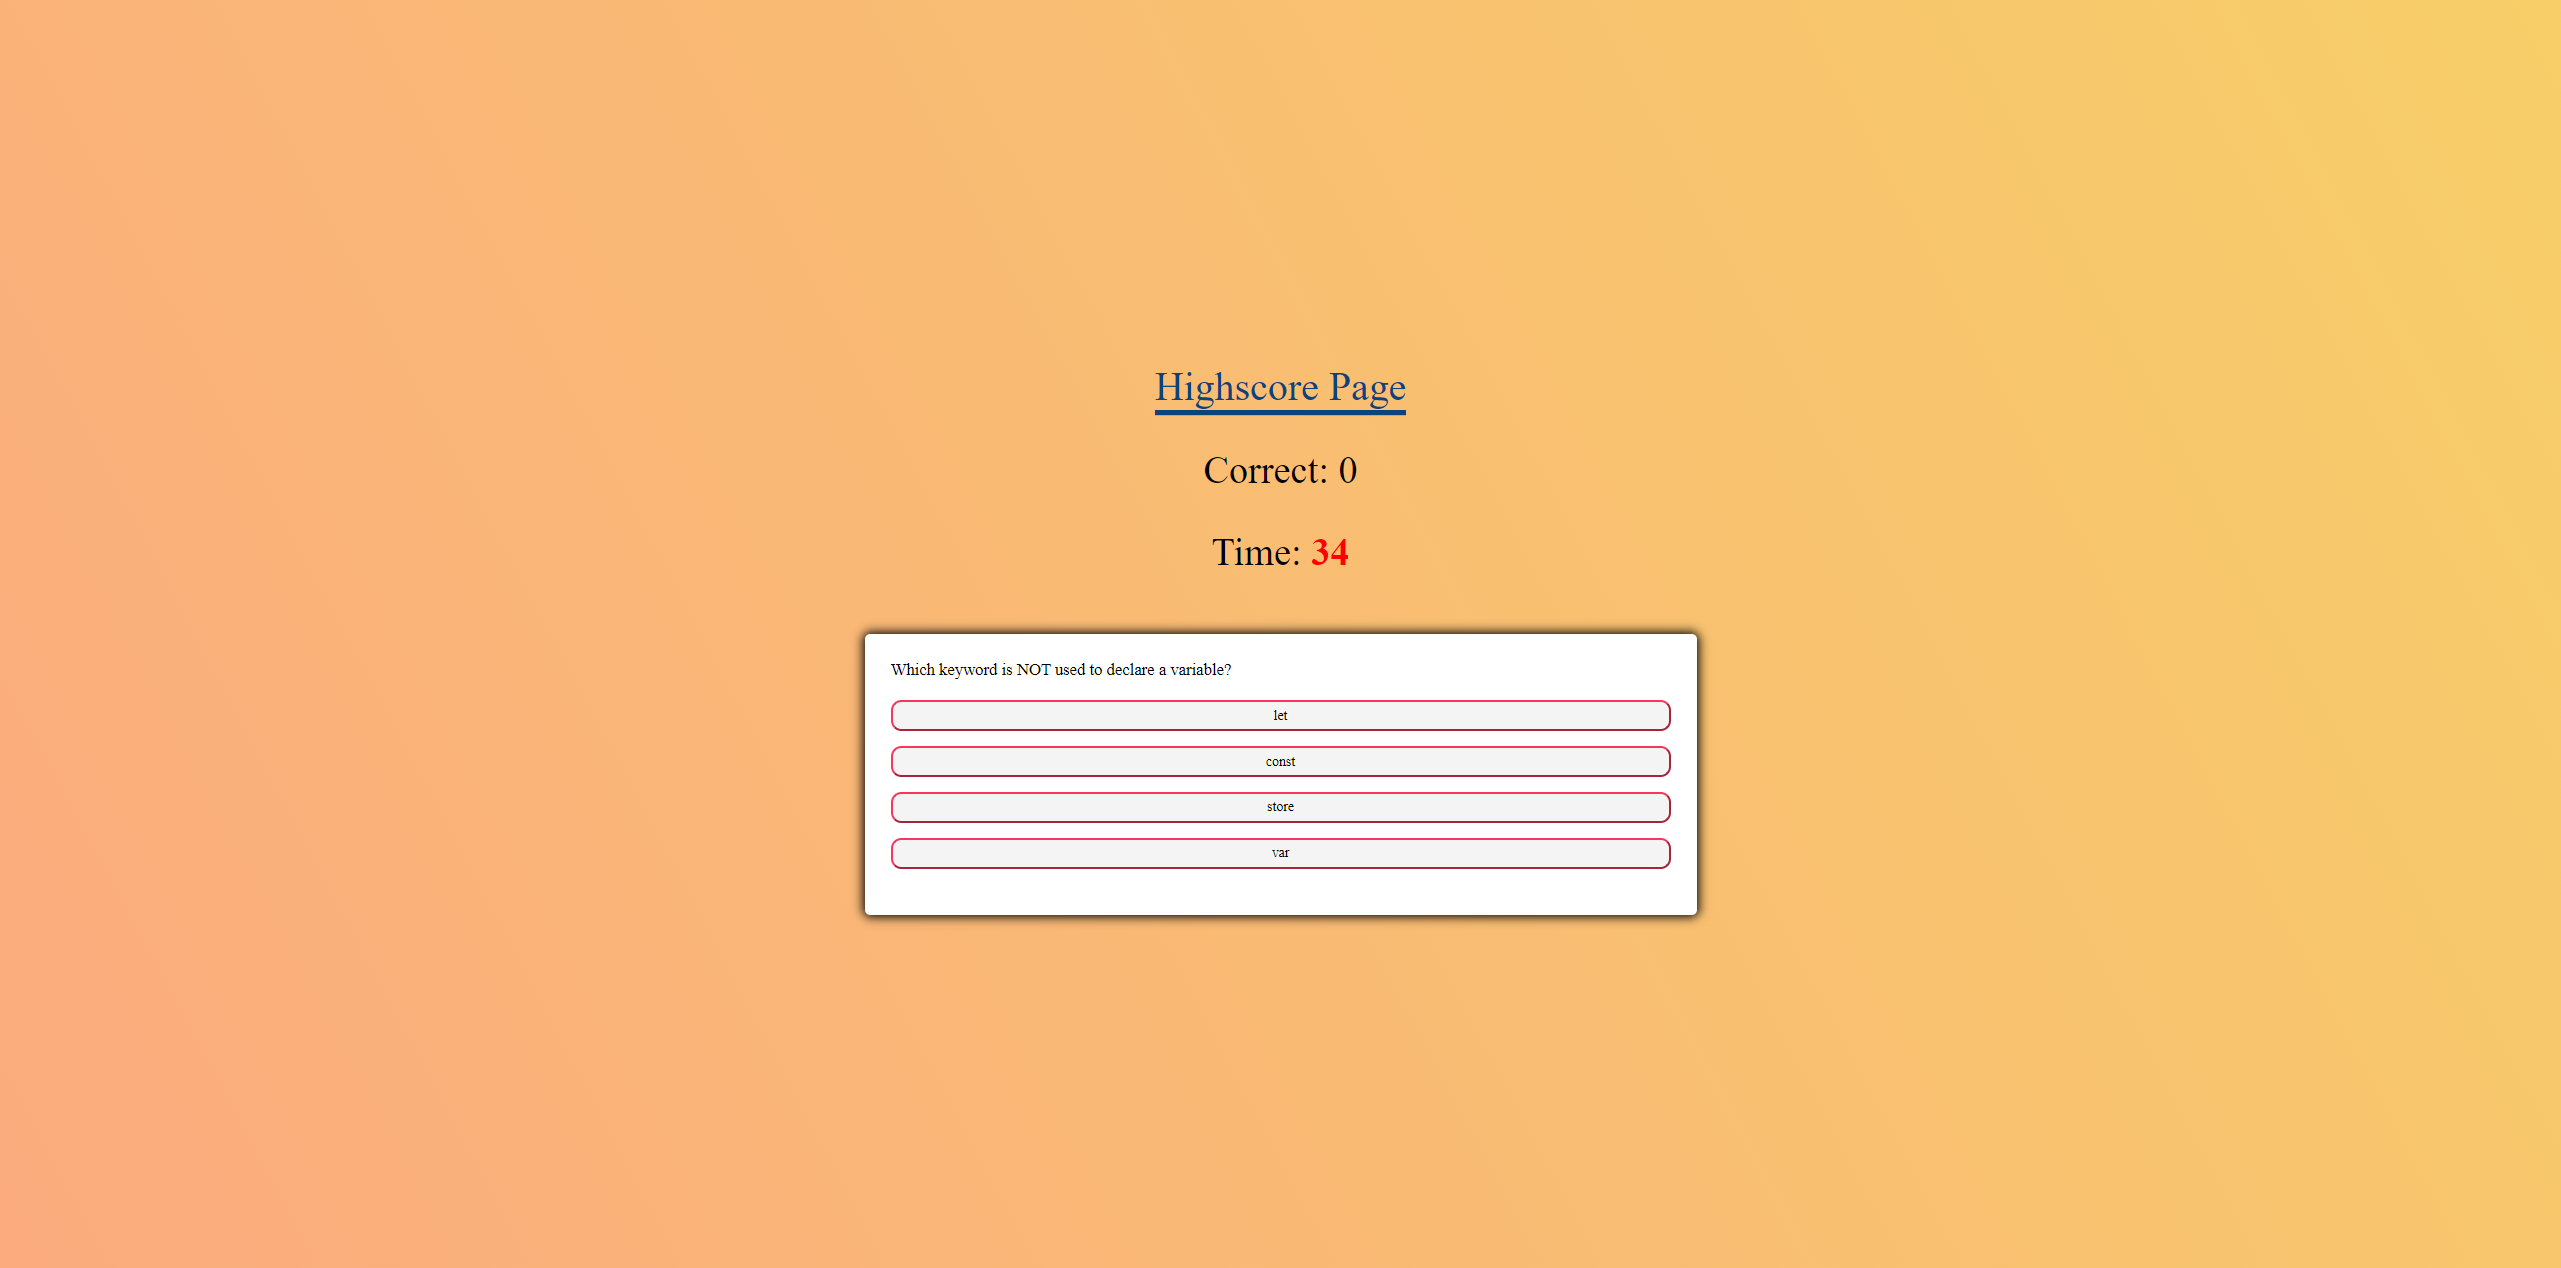 Highscore Page
Correct: 0
Time: 34
Which keyword is NOT used to declare a variable?
let
const
store
var